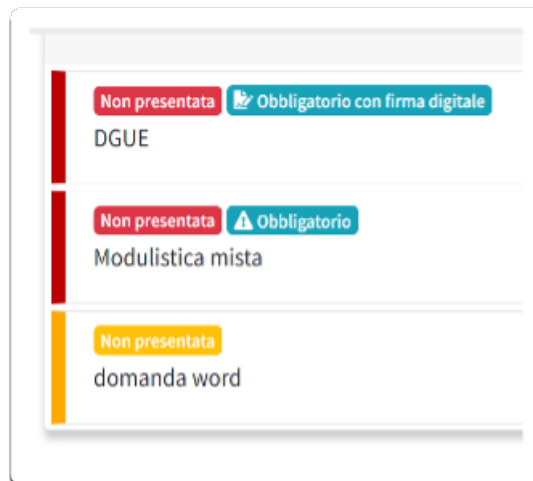 Non presentata Obbligatorio con firma digitale
DGUE
Non presentata Obbligatorio
Modulistica mista
Non presentata
domanda word